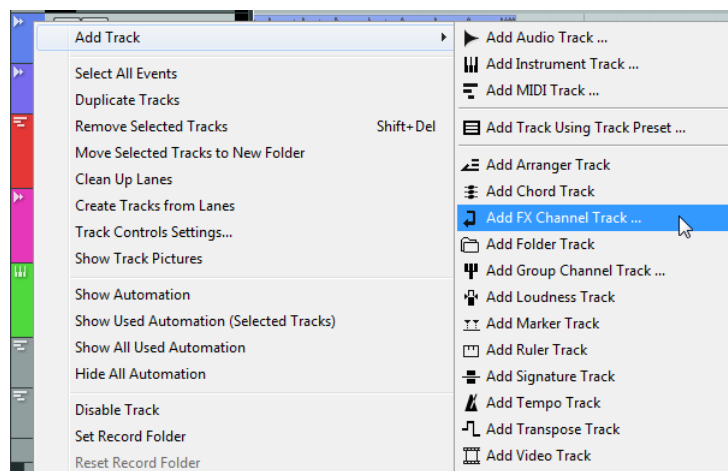 Add Track
Select All Events
Duplicate Tracks
Remove Selected Tracks Shift+Del
Move Selected Tracks to New Folder
Clean Up Lanes
Create Tracks from Lanes
Track Controls Settings...
Show Track Pictures
Show Automation
Show Used Automation (Selected Tracks)
Show All Used Automation
Hide All Automation
Disable Track
Set Record Folder
Reset Record Folder
Add Audio Track ...
Add Instrument Track ...
Add MIDI Track ...
Add Track Using Track Preset ...
Add Arranger Track
Add Chord Track
Add FX Channel Track ...
Add Folder Track
Add Group Channel Track ...
Add Loudness Track
Add Marker Track
Add Ruler Track
Add Signature Track
Add Tempo Track
Add Transpose Track
Add Video Track